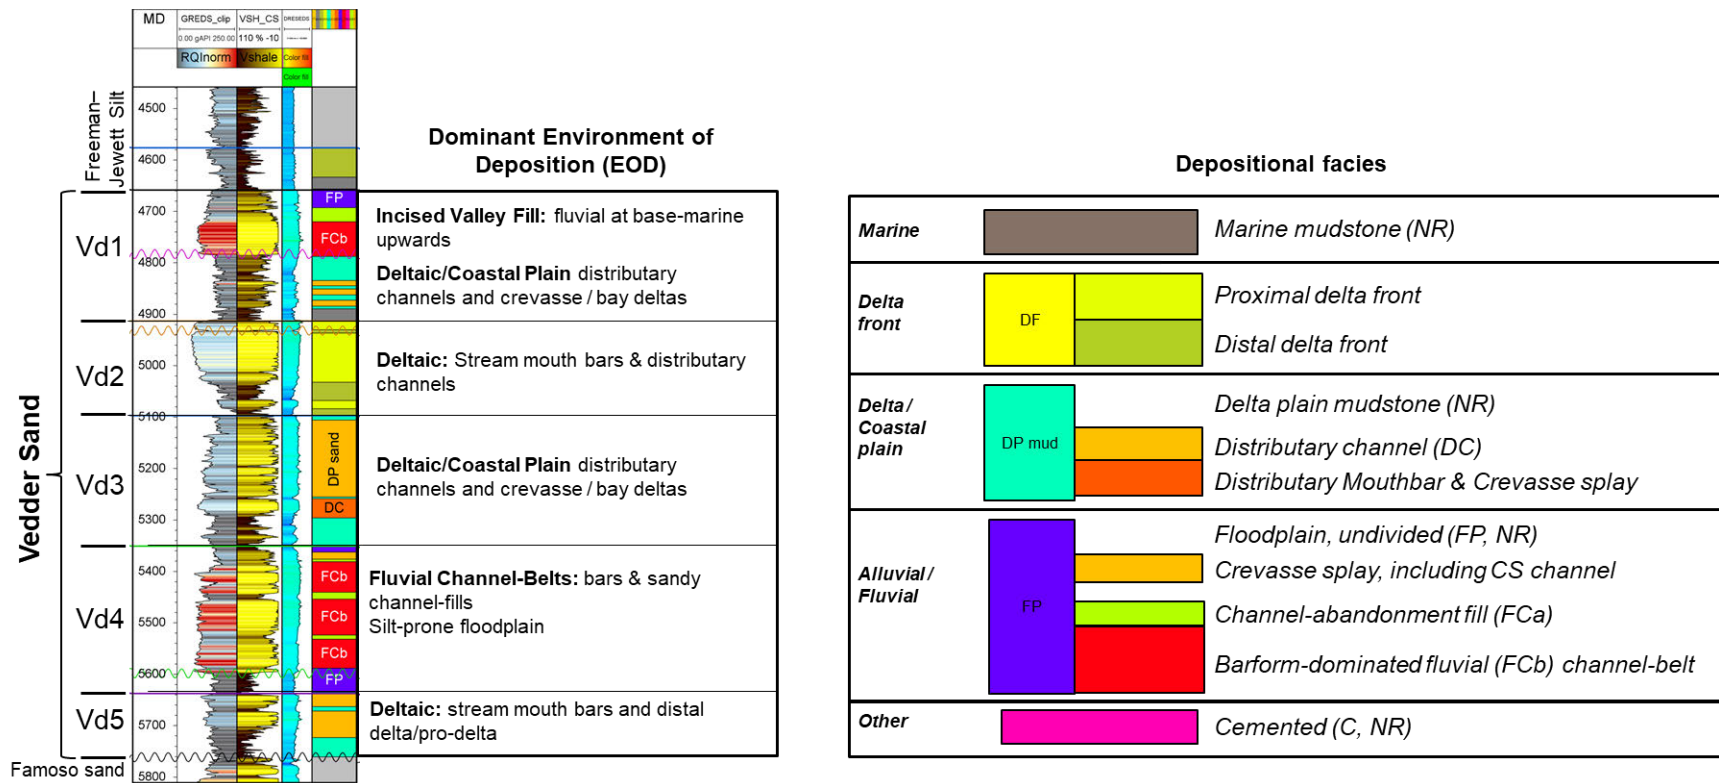 MD
GREDS_clip
VSH_CS
DRESEDS
0.00 gAPI 250.00
110 % -10
RQInorm
Vshale
Color fill
Color fill
Freeman–
Jewett Silt
4500
4600
4700
4800
4900
5000
5100
5200
5300
5400
5500
5600
5700
5800
Vedder Sand
Vd1
Vd2
Vd3
Vd4
Vd5
Famoso sand
FP
FCb
DP sand
DC
FCb
FCb
FCb
FP
Dominant Environment of
Deposition (EOD)
Incised Valley Fill: fluvial at base-marine
upwards
Deltaic/Coastal Plain distributary
channels and crevasse / bay deltas
Deltaic: Stream mouth bars & distributary
channels
Deltaic/Coastal Plain distributary
channels and crevasse / bay deltas
Fluvial Channel-Belts: bars & sandy
channel-fills
Silt-prone floodplain
Deltaic: stream mouth bars and distal
delta/pro-delta
Depositional facies
Marine
Marine mudstone (NR)
Delta
front
DF
Proximal delta front
Distal delta front
Delta /
Coastal
plain
DP mud
Delta plain mudstone (NR)
Distributary channel (DC)
Distributary Mouthbar & Crevasse splay
Alluvial /
Fluvial
FP
Floodplain, undivided (FP, NR)
Crevasse splay, including CS channel
Channel-abandonment fill (FCa)
Barform-dominated fluvial (FCb) channel-belt
Other
Cemented (C, NR)